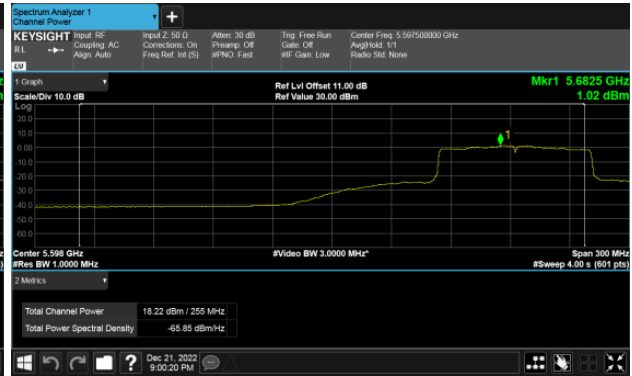 Spectrum Analyzer 1
Channel Power
+
KEYSIGHT Input: RF Input Z: 50 Ω Atten: 30 dB Trig: Free Run Center Freq: 5.597500000 GHz
RL Coupling: AC Corrections: On Preamp: Off Gate: Off Avg|Hold: 1/1
Align: Auto Freq Ref: Int (S) #PNO: Fast #IF Gain: Low Radio Std: None
LXI
1 Graph
Ref Lvl Offset 11.00 dB Mkr1 5.6825 GHz
Scale/Div 10.0 dB Ref Value 30.00 dBm 1.02 dBm
Log
20.0
10.0
1
0.00
-10.0
-20.0
-30.0
-40.0
-50.0
-60.0
Center 5.598 GHz #Video BW 3.0000 MHz* Span 300 MHz
#Res BW 1.0000 MHz #Sweep 4.00 s (601 pts)
2 Metrics
Total Channel Power 18.22 dBm / 255 MHz
Total Power Spectral Density -65.85 dBm/Hz
? Dec 21, 2022
9:00:20 PM